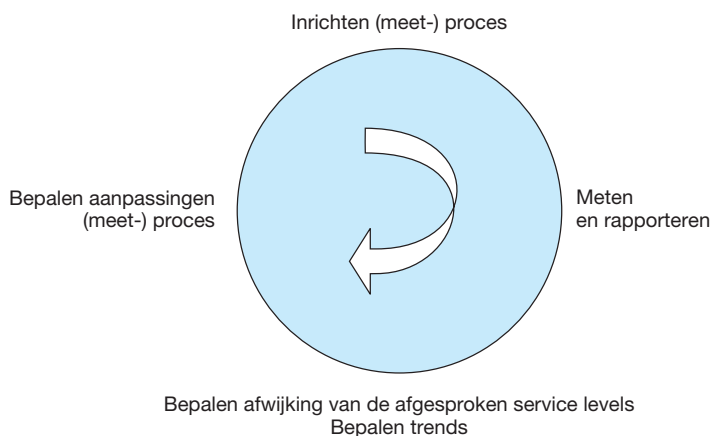 Inrichten (meet-) proces
Meten
en rapporteren
Bepalen afwijking van de afgesproken service levels
Bepalen trends
Bepalen aanpassingen
(meet-) proces